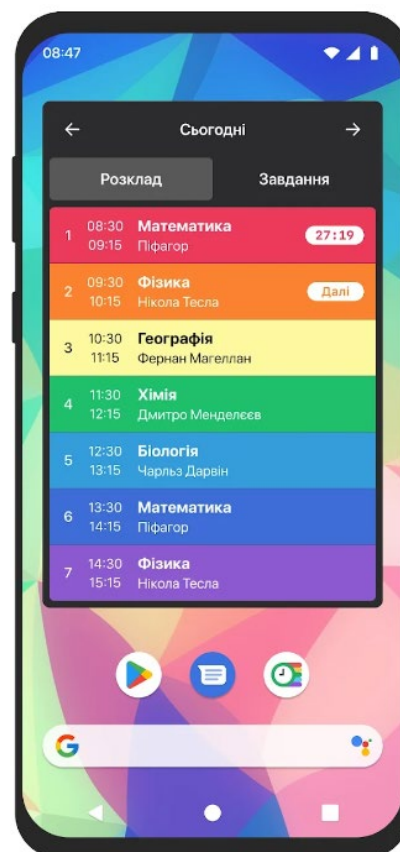 08:47
← Сьогодні →
Розклад Завдання
1 08:30 Математика 27:19
09:15 Піфагор
2 09:30 Фізика Далі
10:15 Нікола Тесла
3 10:30 Географія
11:15 Фернан Магеллан
4 11:30 Хімія
12:15 Дмитро Менделєєв
5 12:30 Біологія
13:15 Чарльз Дарвін
6 13:30 Математика
14:15 Піфагор
7 14:30 Фізика
15:15 Нікола Тесла
G